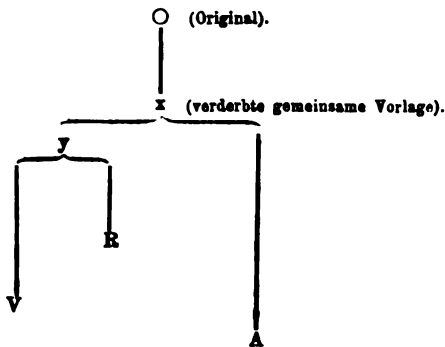 (Original).
x (verderbte gemeinsame Vorlage).
y
R
V
A